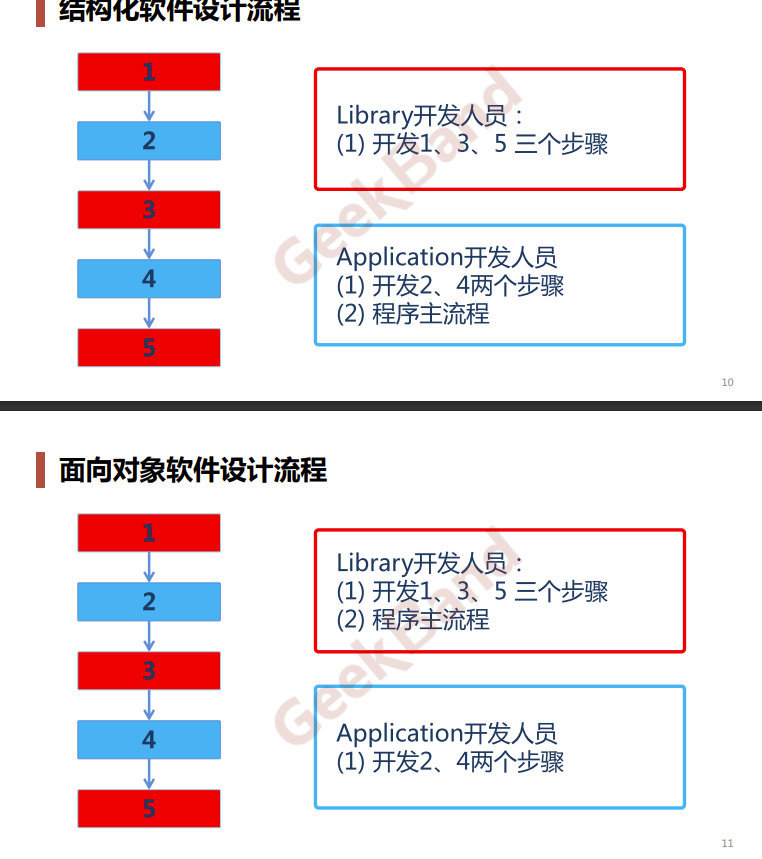 结构化软件设计流程
1
2
3
4
5
Library开发人员：
(1) 开发1、3、5 三个步骤
Application开发人员
(1) 开发2、4两个步骤
(2) 程序主流程
GeekBand
10
面向对象软件设计流程
1
2
3
4
5
Library开发人员：
(1) 开发1、3、5 三个步骤
(2) 程序主流程
Application开发人员
(1) 开发2、4两个步骤
GeekBand
11